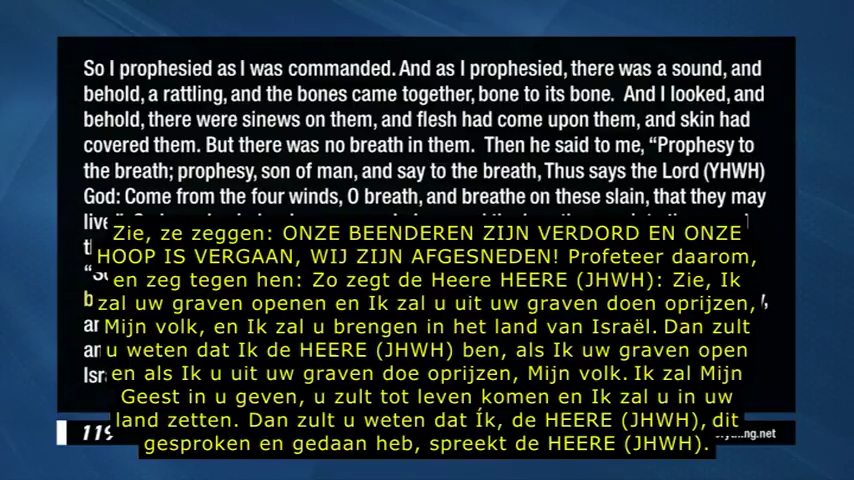 So I prophesied as I was commanded. And as I prophesied, there was a sound, and
behold, a rattling, and the bones came together, bone to its bone. And I looked, and
behold, there were sinews on them, and flesh had come upon them, and skin had
covered them. But there was no breath in them. Then he said to me, “Prophesy to
the breath; prophesy, son of man, and say to the breath, Thus says the Lord (YHWH)
God: Come from the four winds, O breath, and breathe on these slain, that they may
Zie, ze zeggen: ONZE BEENDEREN ZIJN VERDORD EN ONZE
HOOP IS VERGAAN, WIJ ZIJN AFGESNEDEN! Profeteer daarom,
en zeg tegen hen: Zo zegt de Heere HEERE (JHWH): Zie, Ik
zal uw graven openen en Ik zal u uit uw graven doen oprijzen,
Mijn volk, en Ik zal u brengen in het land van Israël. Dan zult
u weten dat Ik de HEERE (JHWH) ben, als Ik uw graven open
en als Ik u uit uw graven doe oprijzen, Mijn volk. Ik zal Mijn
Geest in u geven, u zult tot leven komen en Ik zal u in uw
land zetten. Dan zult u weten dat Ík, de HEERE (JHWH), dit
gesproken en gedaan heb, spreekt de HEERE (JHWH).
119